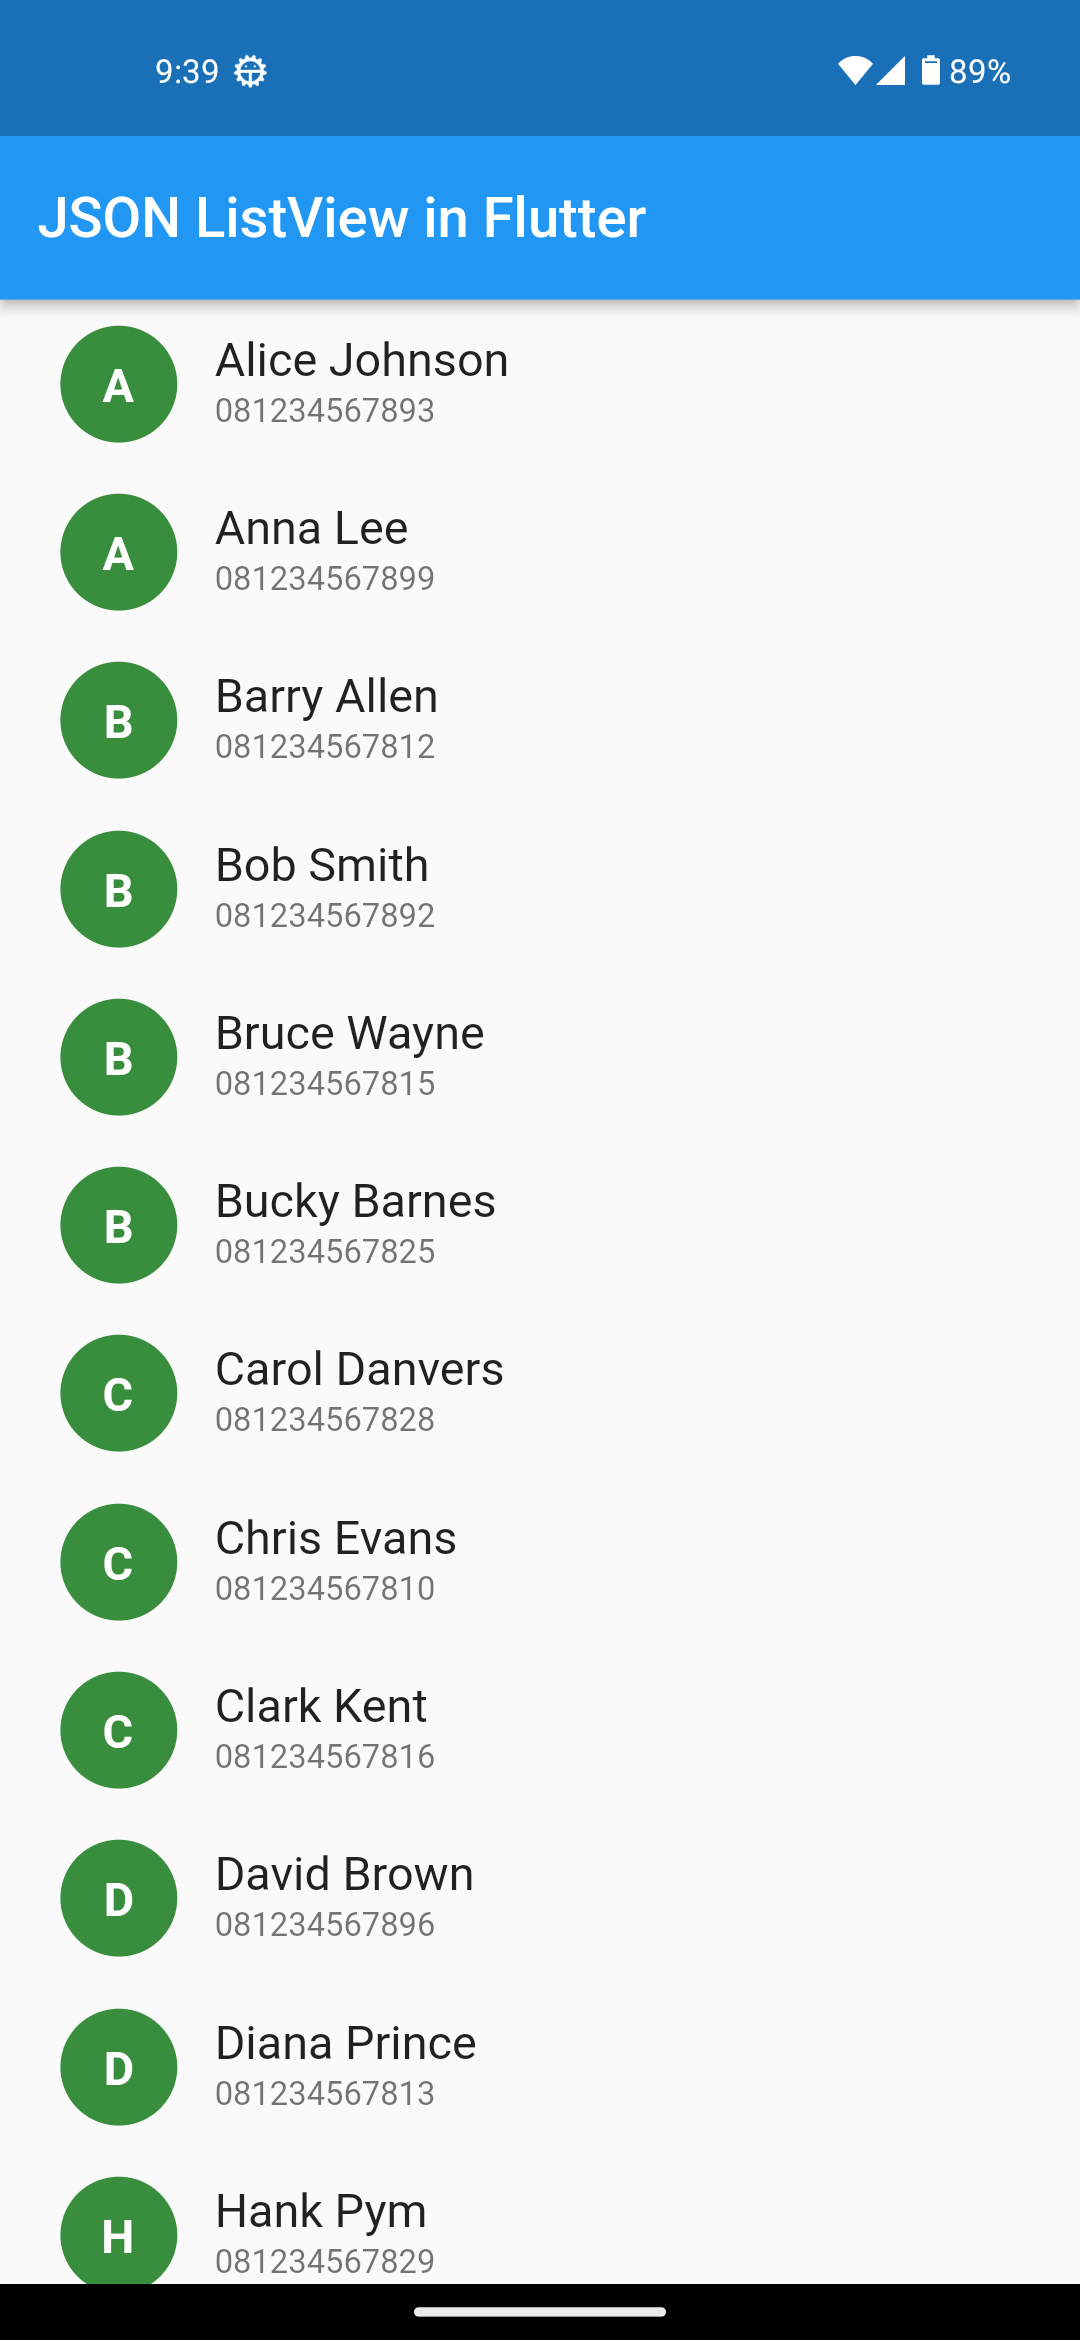 9:39 89%
JSON ListView in Flutter
A
Alice Johnson
081234567893
A
Anna Lee
081234567899
B
Barry Allen
081234567812
B
Bob Smith
081234567892
B
Bruce Wayne
081234567815
B
Bucky Barnes
081234567825
C
Carol Danvers
081234567828
C
Chris Evans
081234567810
C
Clark Kent
081234567816
D
David Brown
081234567896
D
Diana Prince
081234567813
H
Hank Pym
081234567829